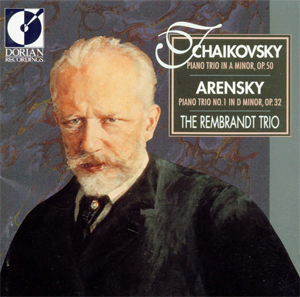 DORIAN
RECORDINGS
TCHAIKOVSKY
PIANO TRIO IN A MINOR, OP.50
ARENSKY
PIANO TRIO NO.1 IN D MINOR, OP.32
THE REMBRANDT TRIO